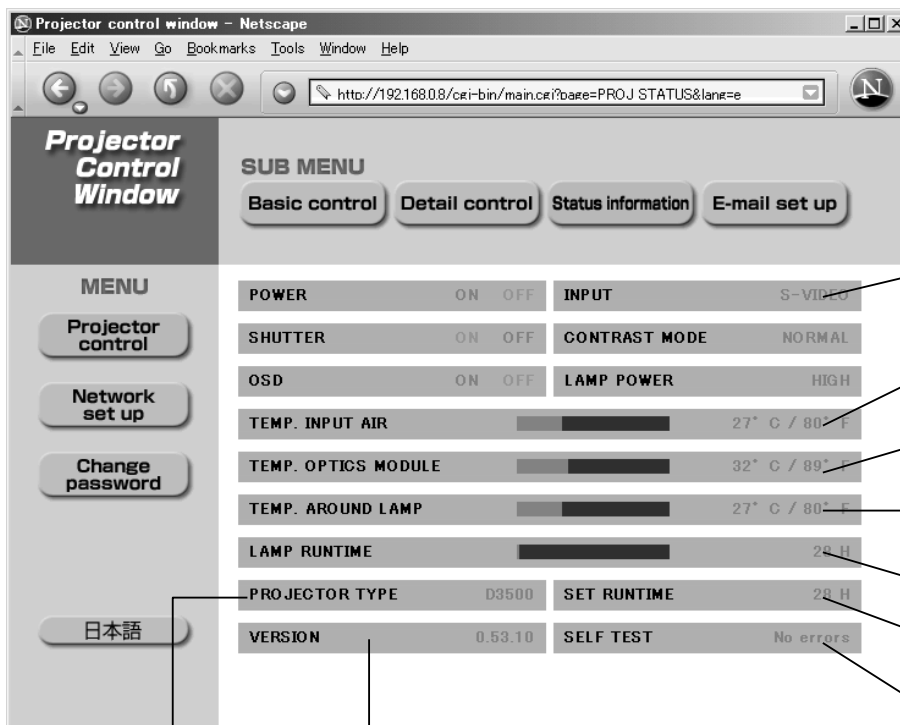 Projector control window - Netscape
File Edit View Go Bookmarks Tools Window Help
http://192.168.0.8/cgi-bin/main.cgi?page=PROJ STATUS&lang=e
N
Projector
Control
Window
SUB MENU
Basic control Detail control Status information E-mail set up
MENU
Projector
control
Network
set up
Change
password
日本語
POWER ON OFF INPUT S-VIDEO
SHUTTER ON OFF CONTRAST MODE NORMAL
OSD ON OFF LAMP POWER HIGH
TEMP. INPUT AIR 27° C / 80° F
TEMP. OPTICS MODULE 32° C / 89° F
TEMP. AROUND LAMP 27° C / 80° F
LAMP RUNTIME 28 H
PROJECTOR TYPE D3500 SET RUNTIME 28 H
VERSION 0.53.10 SELF TEST No errors